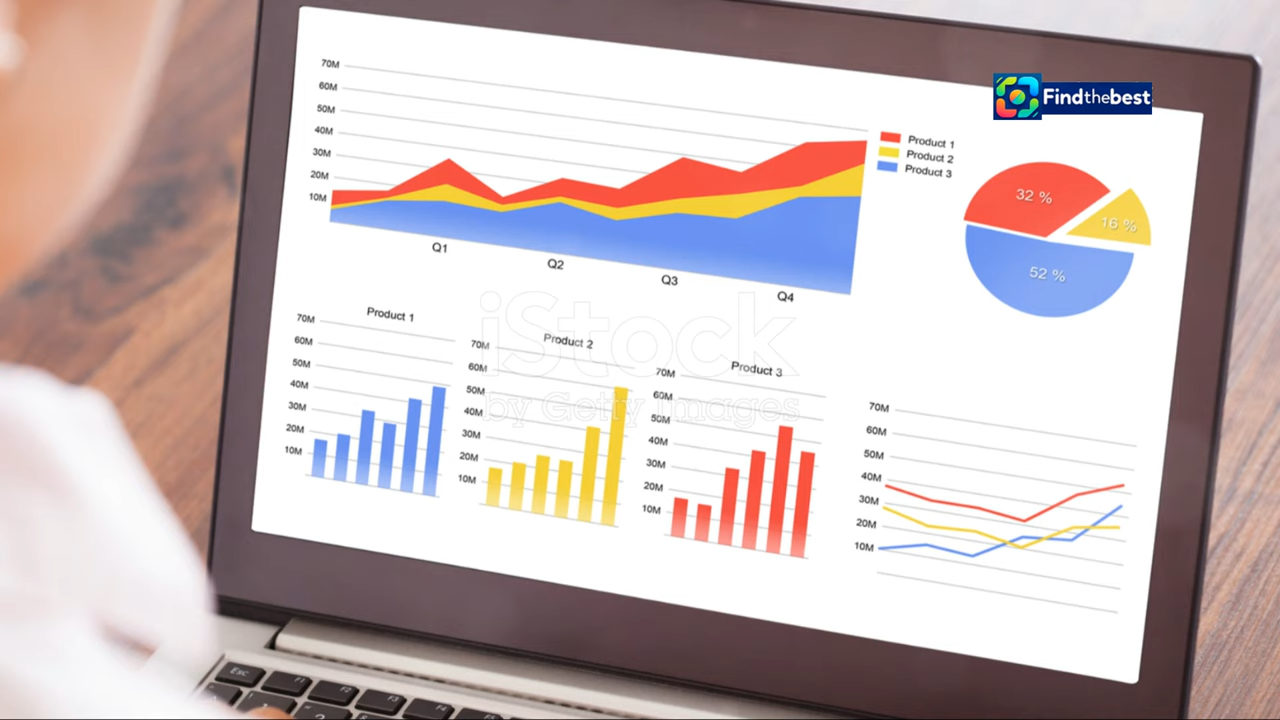 Findthebest
70M
60M
50M
40M
30M
20M
10M
Product 1
Product 2
Product 3
32 %
16 %
52 %
Q1
Q2
Q3
Q4
iStock
by Getty Images
Product 1
70M
60M
50M
40M
30M
20M
10M
Product 2
70M
60M
50M
40M
30M
20M
10M
Product 3
70M
60M
50M
40M
30M
20M
10M
70M
60M
50M
40M
30M
20M
10M
Esc
F1
F2
F3
F4